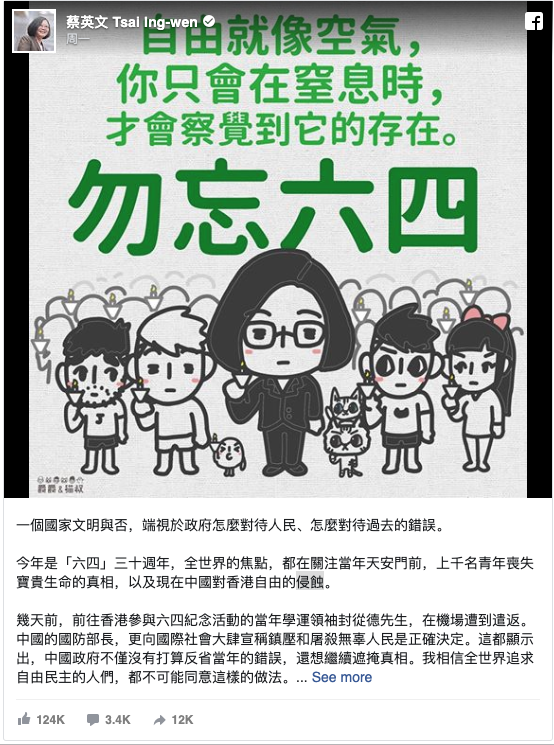 蔡英文 Tsai Ing-wen
周一
自由就像空氣，
你只會在窒息時，
才會察覺到它的存在。
勿忘六四
爵爵&貓叔
一個國家文明與否，端視於政府怎麼對待人民、怎麼對待過去的錯誤。
今年是「六四」三十週年，全世界的焦點，都在關注當年天安門前，上千名青年喪失
寶貴生命的真相，以及現在中國對香港自由的侵蝕。
幾天前，前往香港參與六四紀念活動的當年學運領袖封從德先生，在機場遭到遣返。
中國的國防部長，更向國際社會大肆宣稱鎮壓和屠殺無辜人民是正確決定。這都顯示
出，中國政府不僅沒有打算反省當年的錯誤，還想繼續遮掩真相。我相信全世界追求
自由民主的人們，都不可能同意這樣的做法。... See more
124K 3.4K 12K